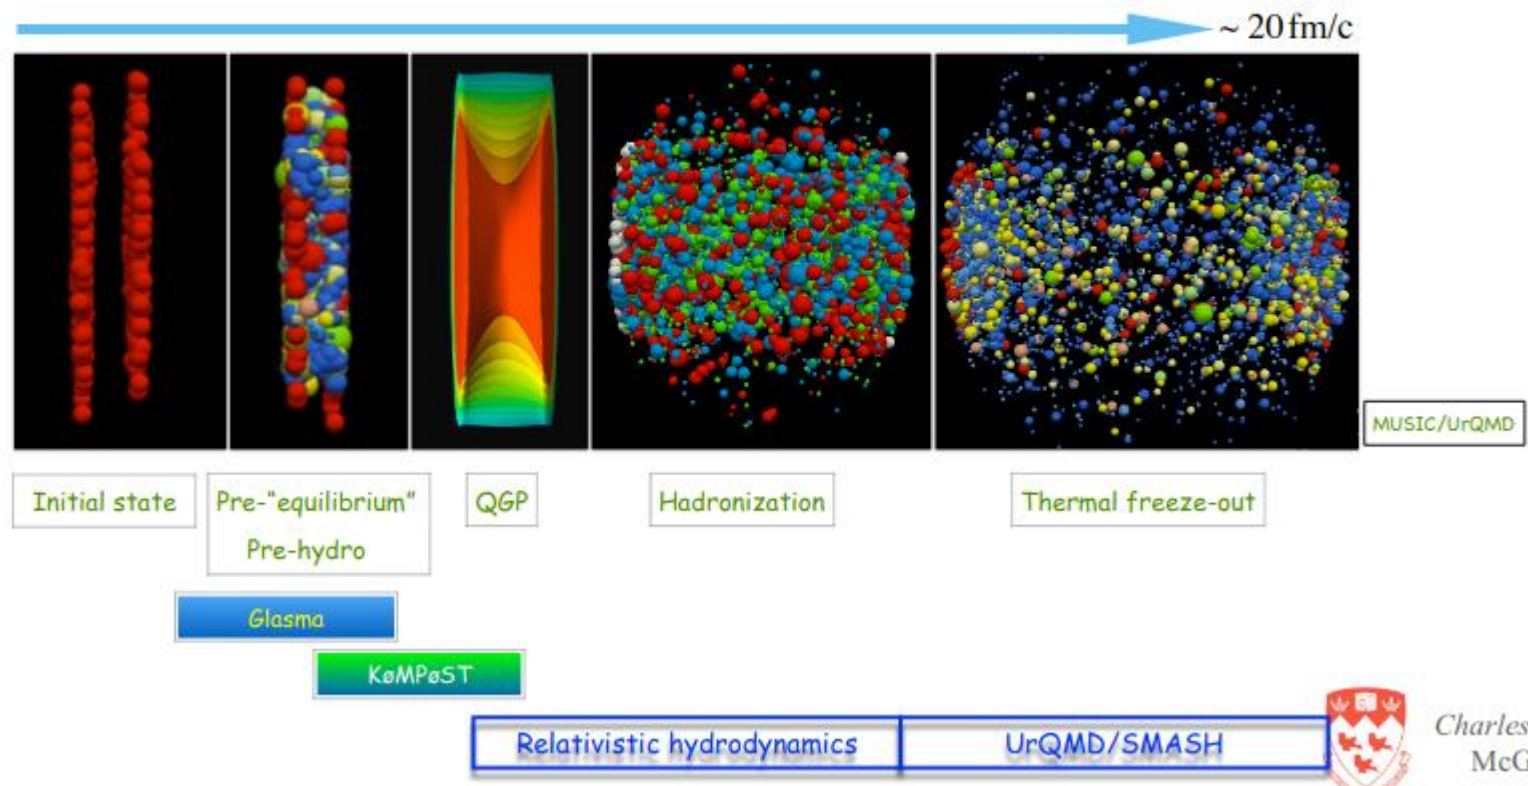 ~ 20 fm/c
MUSIC/UrQMD
Initial state
Pre-“equilibrium”
Pre-hydro
QGP
Hadronization
Thermal freeze-out
Glasma
KøMPøST
Relativistic hydrodynamics
UrQMD/SMASH
Charles
McG